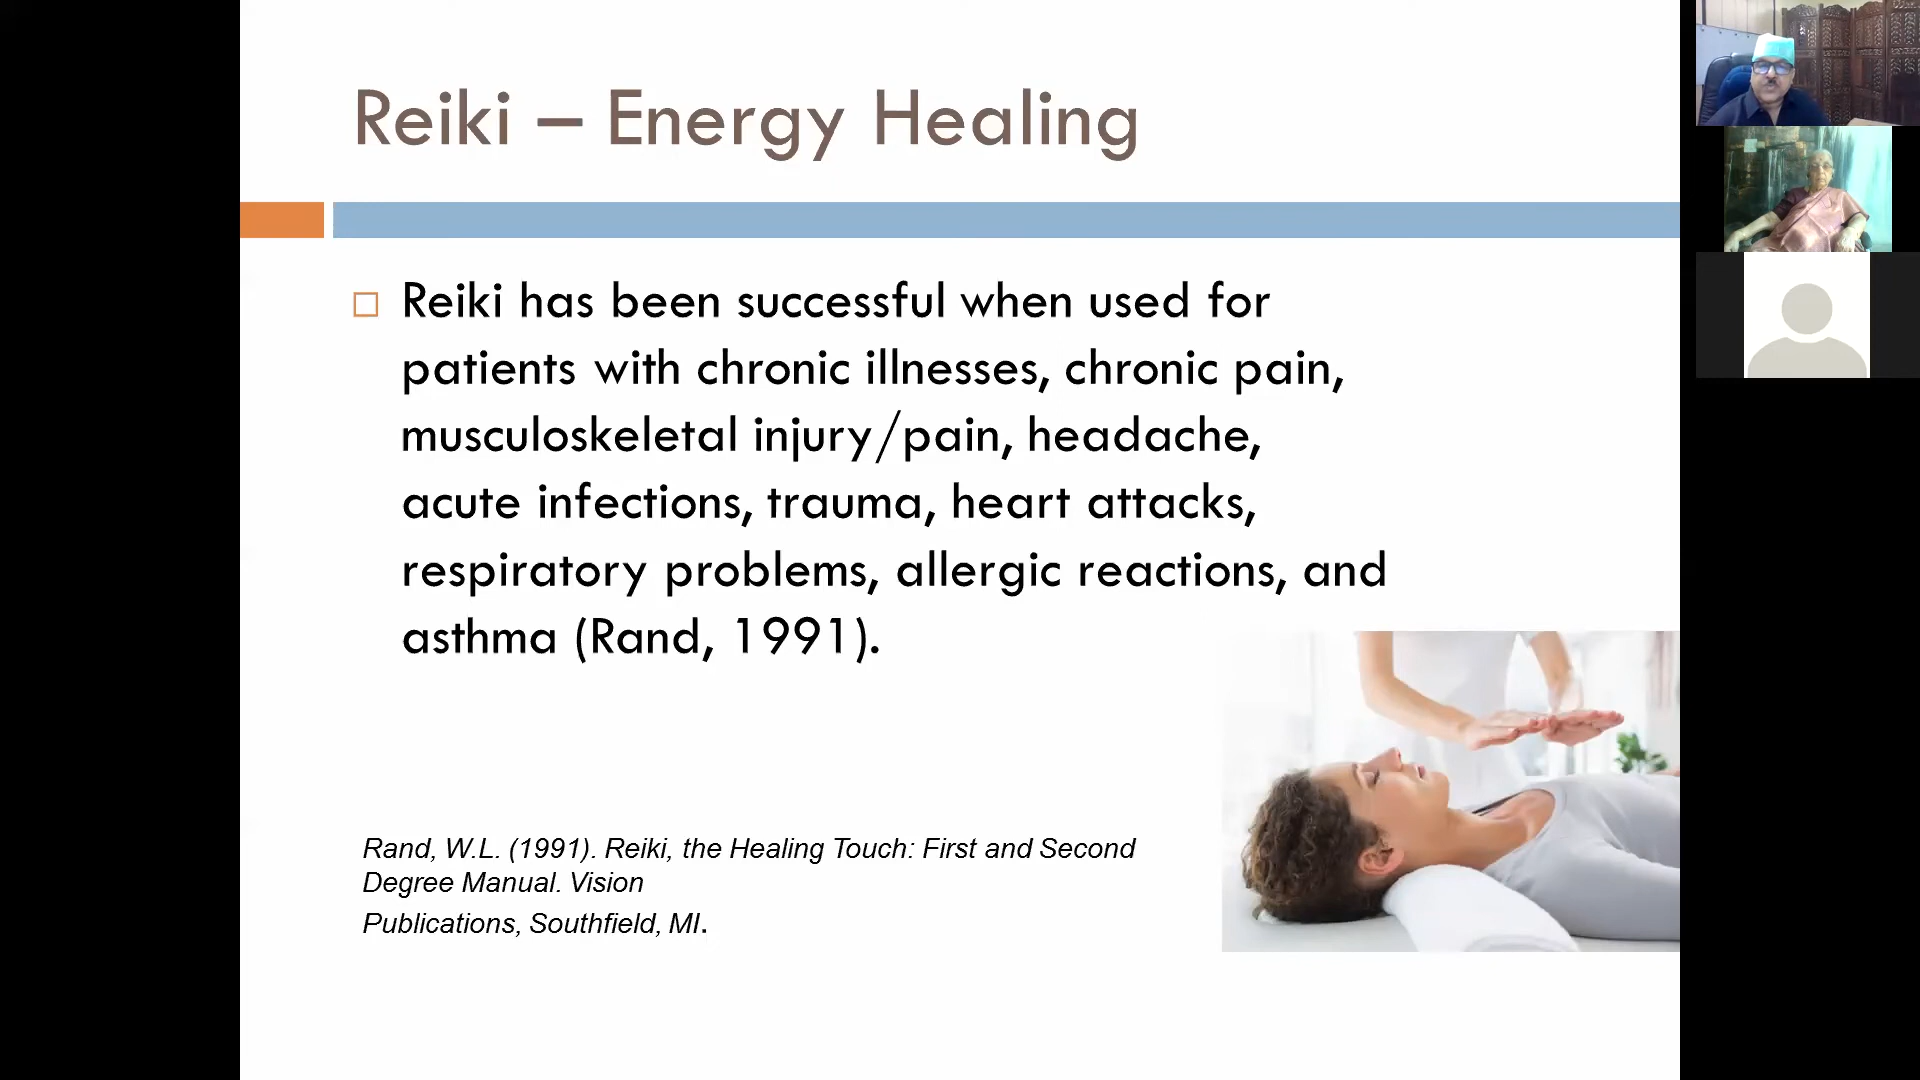 Reiki – Energy Healing
Reiki has been successful when used for
patients with chronic illnesses, chronic pain,
musculoskeletal injury/pain, headache,
acute infections, trauma, heart attacks,
respiratory problems, allergic reactions, and
asthma (Rand, 1991).
Rand, W.L. (1991). Reiki, the Healing Touch: First and Second
Degree Manual. Vision
Publications, Southfield, MI.